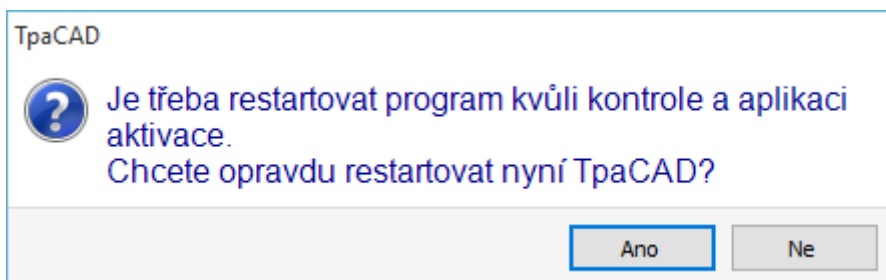 TpaCAD
Je třeba restartovat program kvůli kontrole a aplikaci
aktivace.
Chcete opravdu restartovat nyní TpaCAD?
Ano
Ne